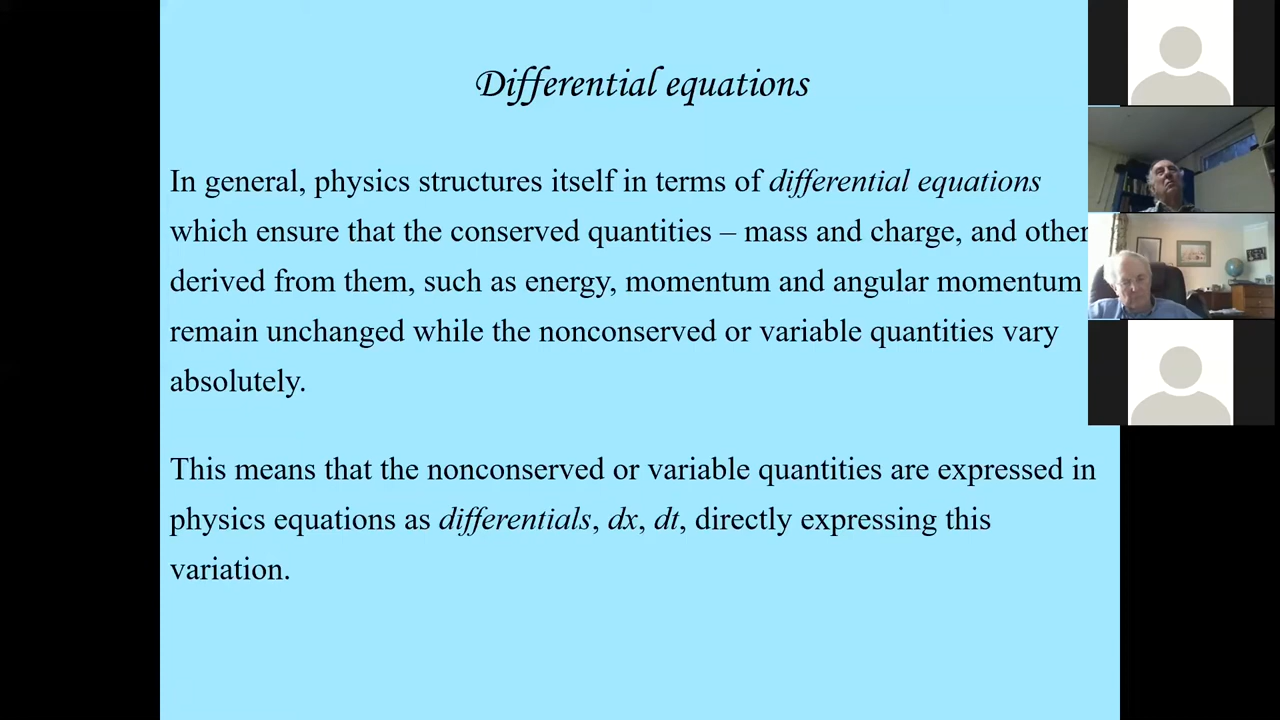 Differential equations
In general, physics structures itself in terms of differential equations
which ensure that the conserved quantities – mass and charge, and other
derived from them, such as energy, momentum and angular momentum
remain unchanged while the nonconserved or variable quantities vary
absolutely.
This means that the nonconserved or variable quantities are expressed in
physics equations as differentials, dx, dt, directly expressing this
variation.